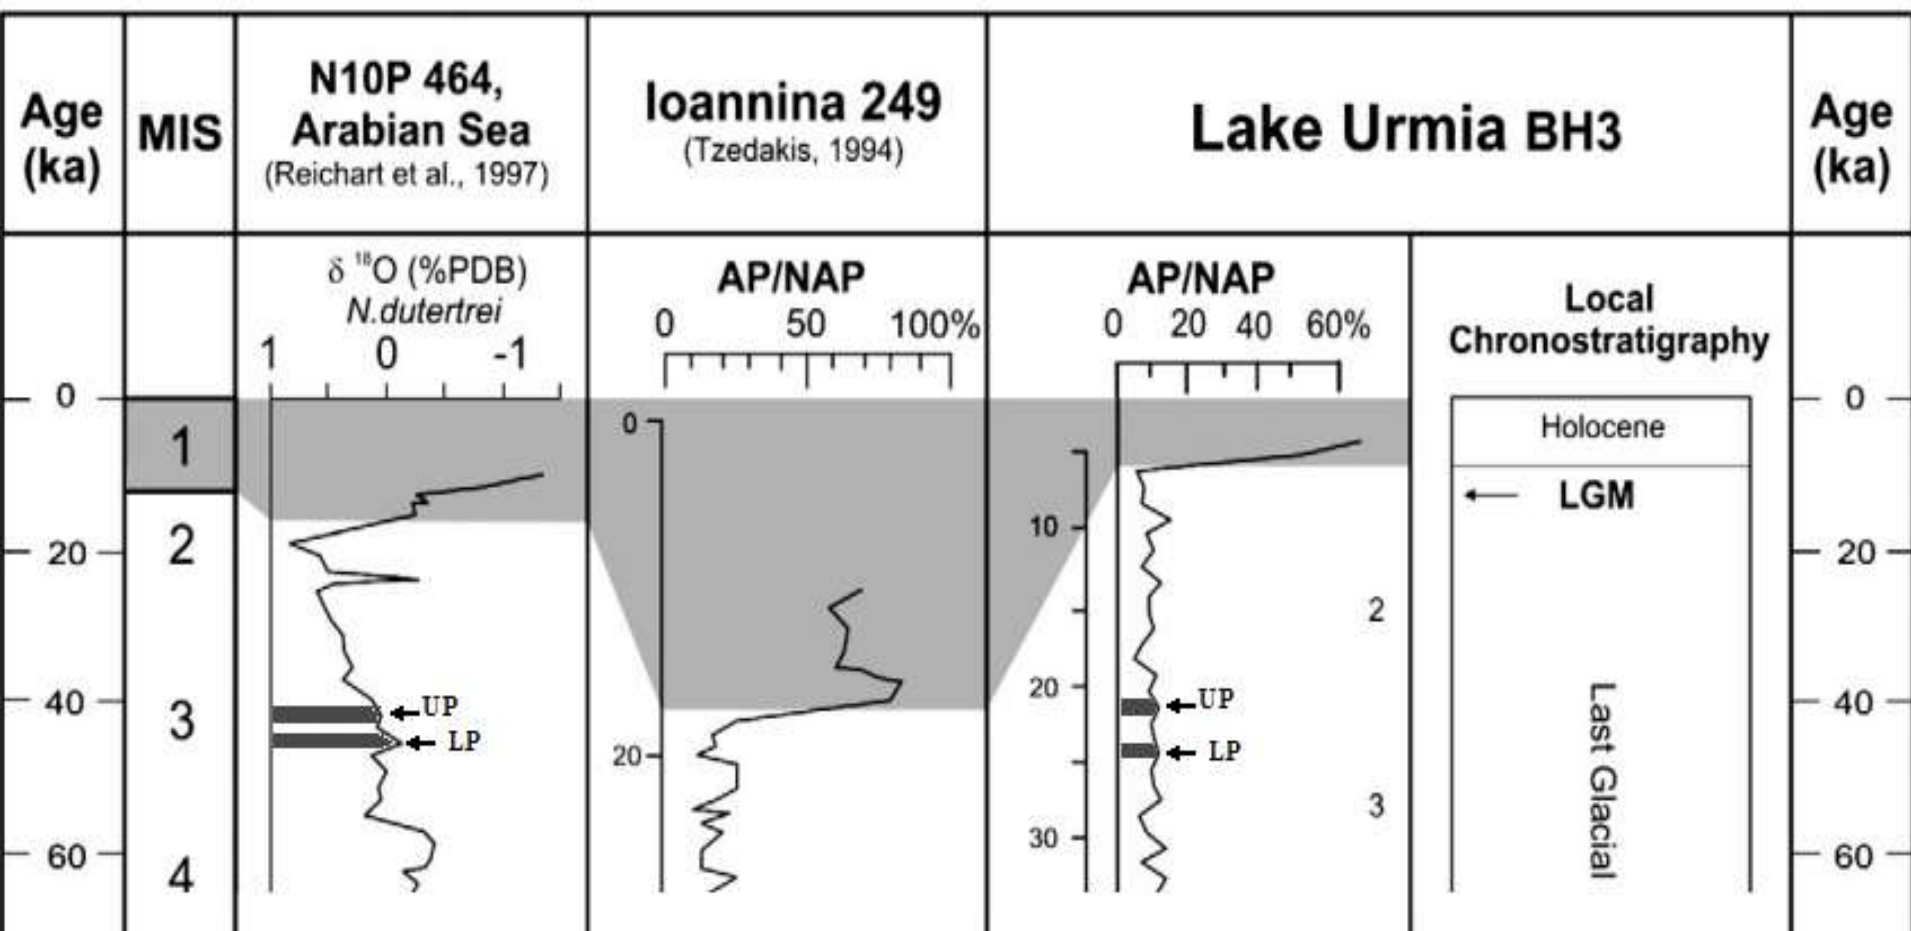 Age
(ka)
MIS
N10P 464,
Arabian Sea
(Reichart et al., 1997)
Ioannina 249
(Tzedakis, 1994)
Lake Urmia BH3
Age
(ka)
δ ¹⁸O (%PDB)
N.dutertrei
1 0 -1
AP/NAP
0 50 100%
AP/NAP
0 20 40 60%
Local
Chronostratigraphy
0
20
40
60
1
2
3
4
UP
LP
0
20
10
20
30
UP
LP
2
3
Holocene
LGM
Last Glacial
0
20
40
60